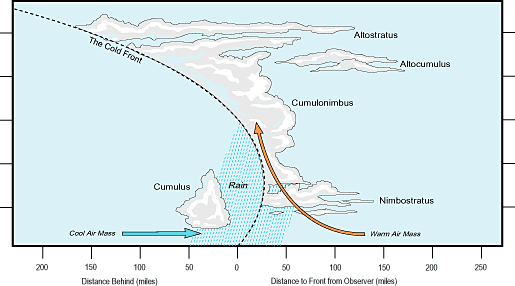 Altostratus
The Cold Front
Altocumulus
Cumulonimbus
Cumulus
Rain
Nimbostratus
Cool Air Mass
Warm Air Mass
200 150 100 50 0 50 100 150 200 250
Distance Behind (miles) Distance to Front from Observer (miles)